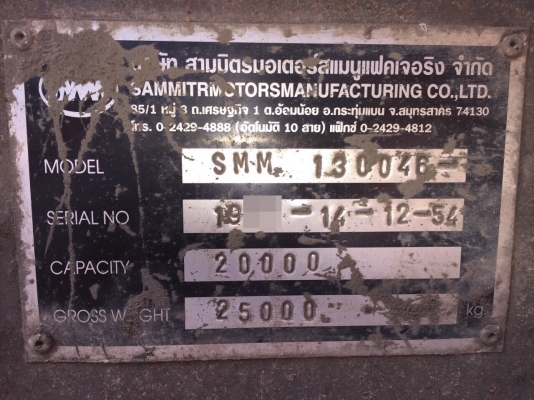 บริษัท สามมิตรมอเตอร์สแมนูแฟคเจอริง จำกัด
SAMMITRMOTORSMANUFACTURING CO.,LTD.
85/1 หมู่ 3 ถ.เศรษฐกิจ 1 ต.อ้อมน้อย อ.กระทุ่มแบน จ.สมุทรสาคร 74130
โทร. 0-2429-4888 (อัตโนมัติ 10 สาย) แฟ็กซ์ 0-2429-4812
MODEL SMM. 130046-
SERIAL NO 19 -14-12-54
CAPACITY 20000
GROSS WEIGHT 25000 kg